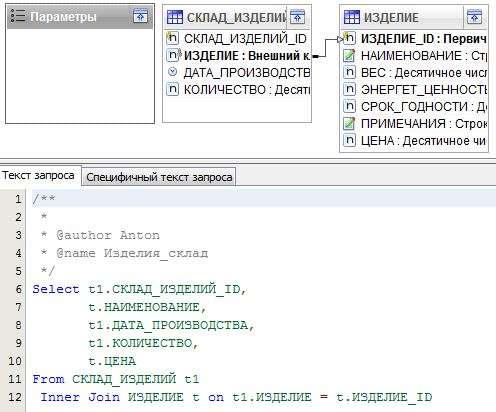 Параметры
СКЛАД_ИЗДЕЛИЙ
СКЛАД_ИЗДЕЛИЙ_ID
ИЗДЕЛИЕ : Внешний к
ДАТА_ПРОИЗВОДСТВ
КОЛИЧЕСТВО : Десяти
ИЗДЕЛИЕ
ИЗДЕЛИЕ_ID : Первич
НАИМЕНОВАНИЕ : Стр
ВЕС : Десятичное числ
ЭНЕРГЕТ_ЦЕННОСТЬ
СРОК_ГОДНОСТИ : Де
ПРИМЕЧАНИЯ : Строк
ЦЕНА : Десятичное чи
Текст запроса Специфичный текст запроса
1 /**
2 *
3 * @author Anton
4 * @name Изделия_склад
5 */
6 Select t1.СКЛАД_ИЗДЕЛИЙ_ID,
7 t.НАИМЕНОВАНИЕ,
8 t1.ДАТА_ПРОИЗВОДСТВА,
9 t1.КОЛИЧЕСТВО,
10 t.ЦЕНА
11 From СКЛАД_ИЗДЕЛИЙ t1
12 Inner Join ИЗДЕЛИЕ t on t1.ИЗДЕЛИЕ = t.ИЗДЕЛИЕ_ID